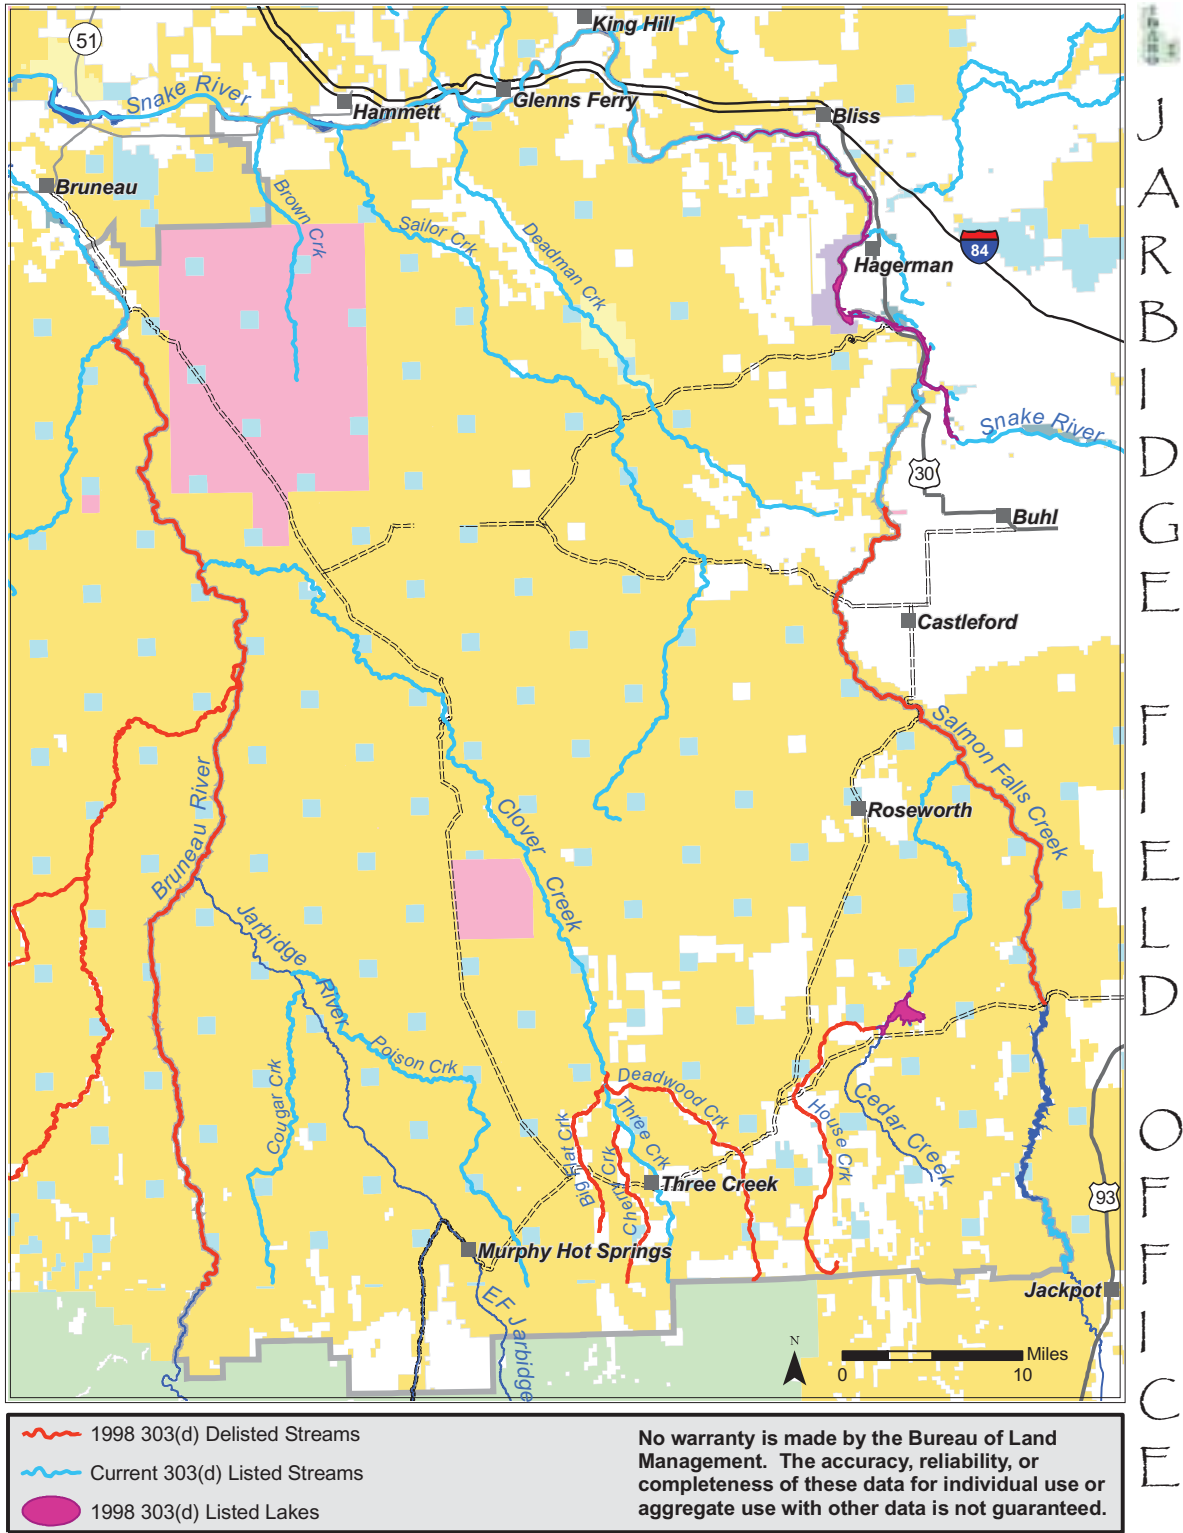 51
King Hill
Snake River
Hammett
Glenns Ferry
Bliss
Bruneau
Brown Crk
Sailor Crk
Deadman Crk
84
Hagerman
Snake River
30
Buhl
Castleford
Salmon Falls Creek
Bruneau River
Clover
Creek
Roseworth
Jarbidge
River
Poison Crk
Cougar Crk
Deadwood Crk
Three Crk
Big Flat Crk
Cherry Crk
House Crk
Cedar Creek
Three Creek
93
Murphy Hot Springs
EF Jarbidge
Jackpot
N
Miles
0 10
JARBIDGE FIELD OFFICE
1998 303(d) Delisted Streams
Current 303(d) Listed Streams
1998 303(d) Listed Lakes
No warranty is made by the Bureau of Land
Management. The accuracy, reliability, or
completeness of these data for individual use or
aggregate use with other data is not guaranteed.